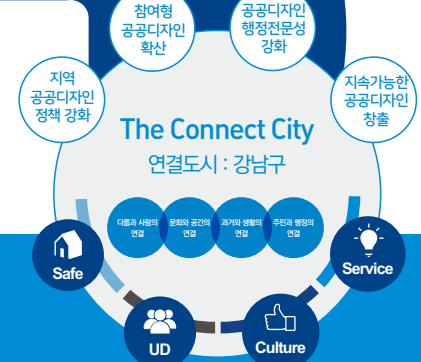 참여형
공공디자인
확산
공공디자인
행정전문성
강화
지역
공공디자인
정책 강화
지속가능한
공공디자인
창출
The Connect City
연결도시 : 강남구
다름과 사람의
연결
문화와 공간의
연결
과거와 생활의
연결
주민과 행정의
연결
Safe
UD
Culture
Service